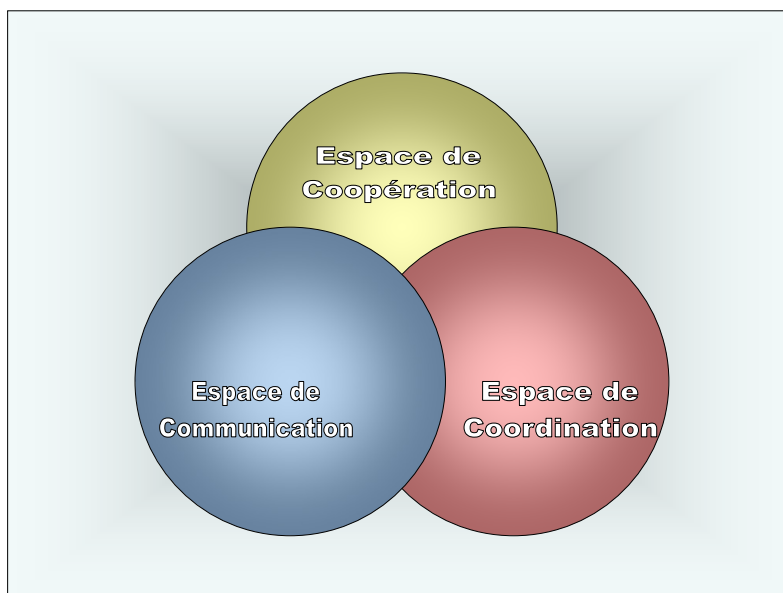 Espace de
Coopération
Espace de
Communication
Espace de
Coordination